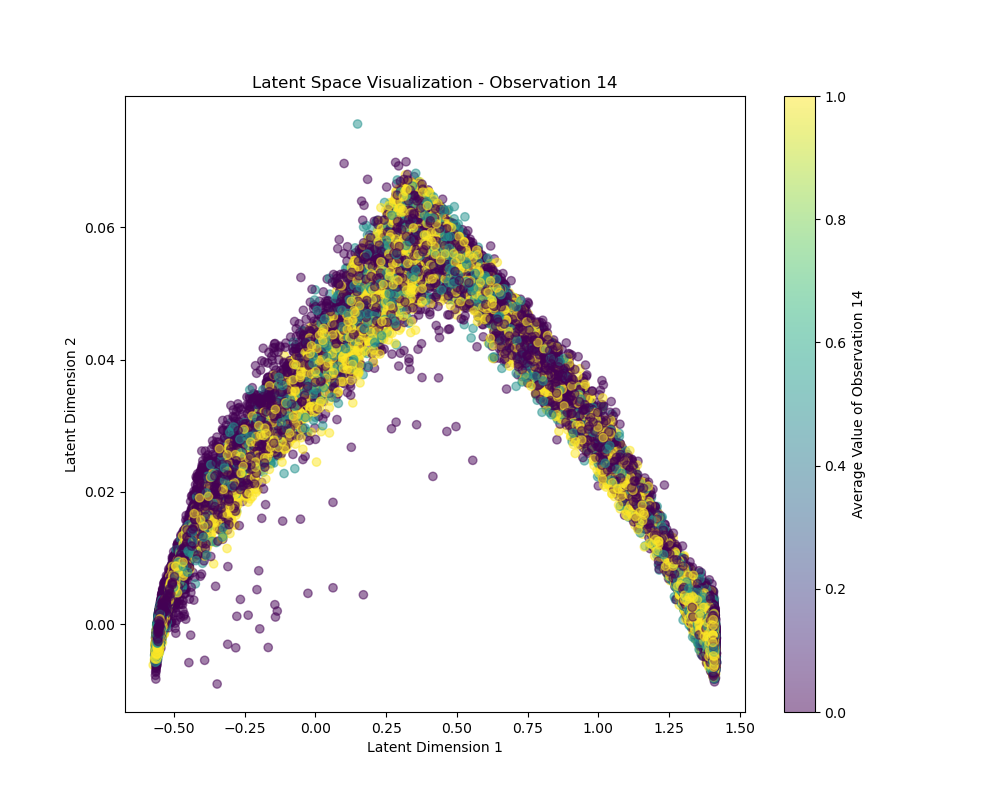 Latent Space Visualization - Observation 14
Latent Dimension 2
0.06
0.04
0.02
0.00
−0.50 −0.25 0.00 0.25 0.50 0.75 1.00 1.25 1.50
Latent Dimension 1
1.0
0.8
0.6
0.4
0.2
0.0
Average Value of Observation 14